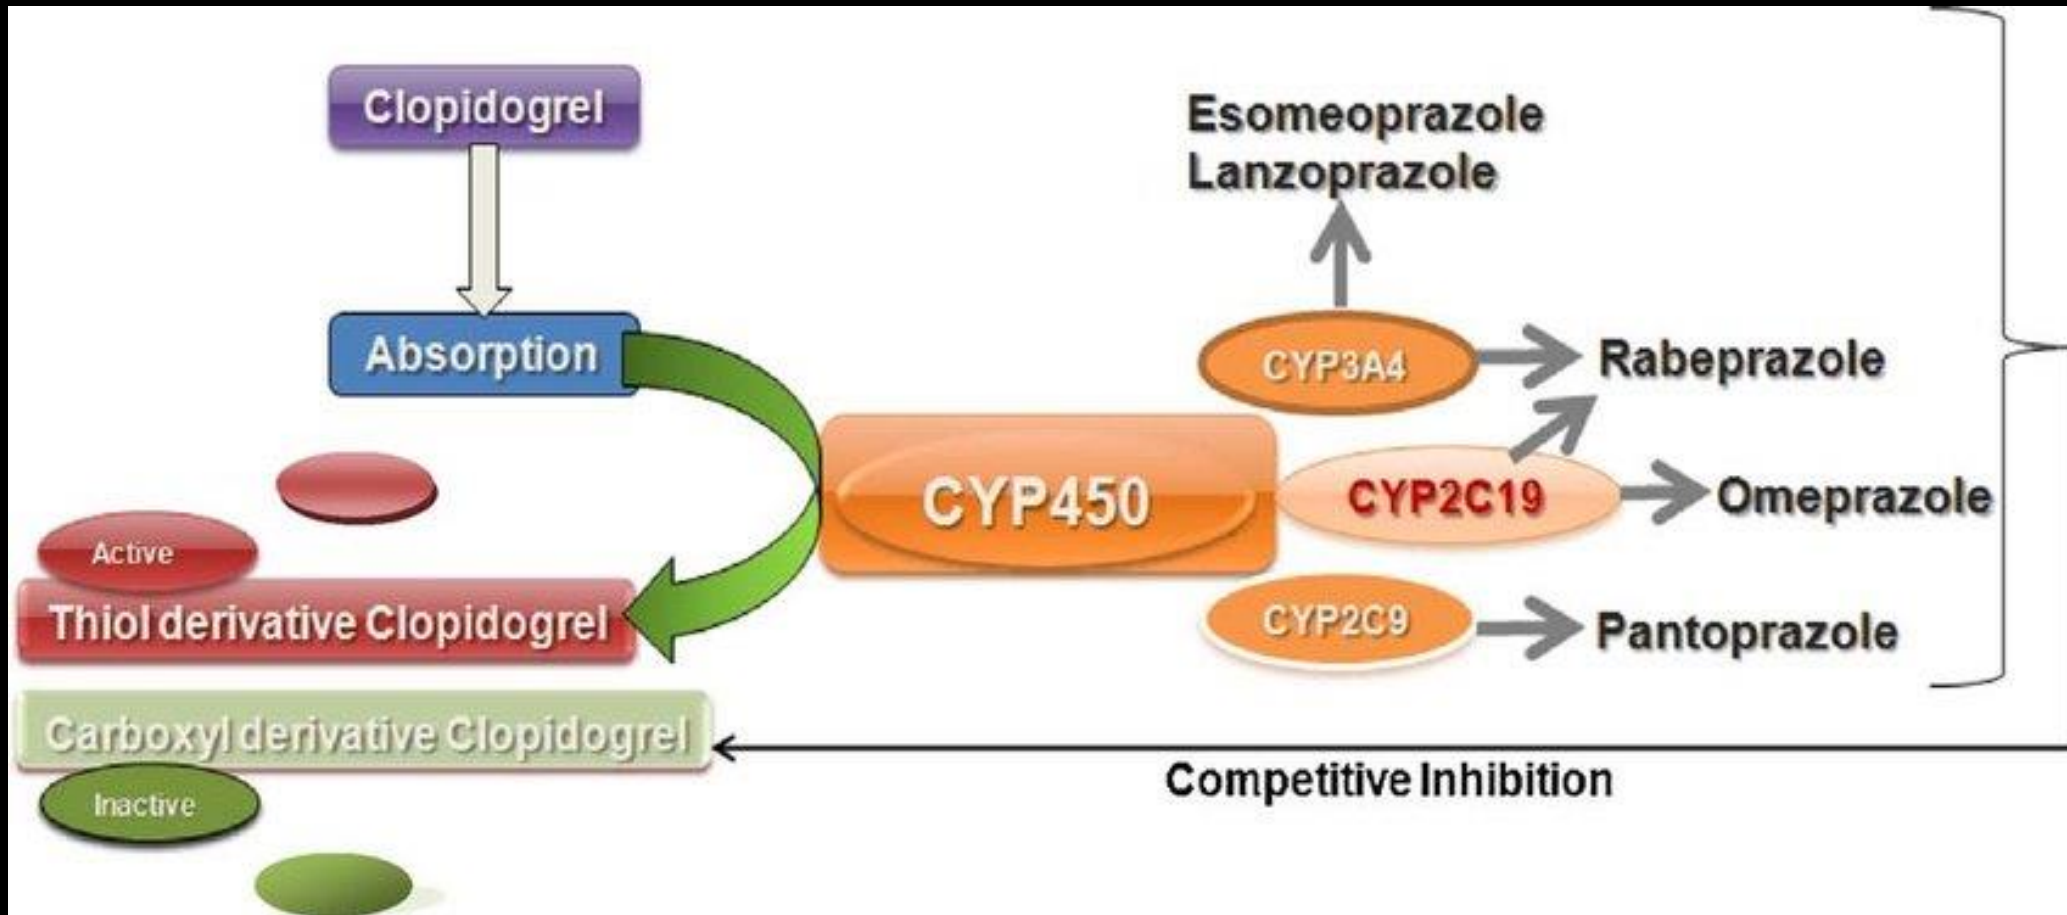 Clopidogrel
Absorption
Active
Thiol derivative Clopidogrel
Carboxyl derivative Clopidogrel
Inactive
CYP450
Esomeoprazole
Lanzoprazole
CYP3A4
Rabeprazole
CYP2C19
Omeprazole
CYP2C9
Pantoprazole
Competitive Inhibition